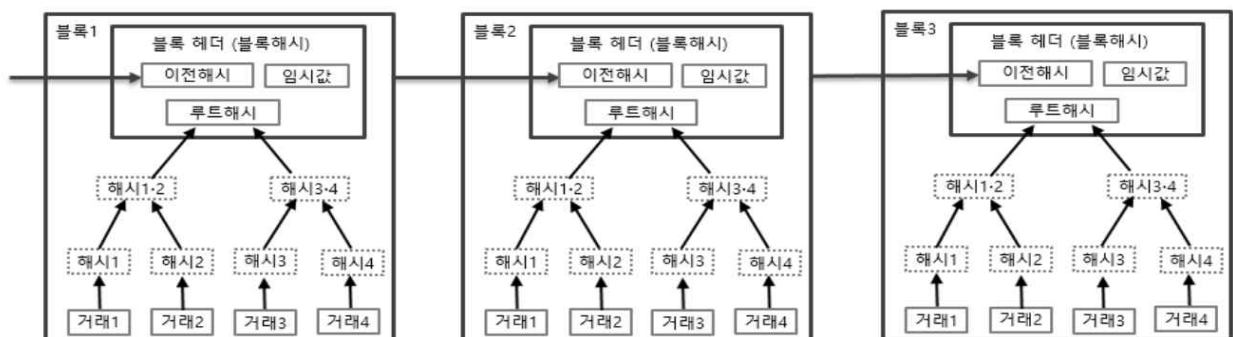 블록1
블록 헤더 (블록해시)
이전해시 임시값
루트해시
해시1·2 해시3·4
해시1 해시2 해시3 해시4
거래1 거래2 거래3 거래4
블록2
블록 헤더 (블록해시)
이전해시 임시값
루트해시
해시1·2 해시3·4
해시1 해시2 해시3 해시4
거래1 거래2 거래3 거래4
블록3
블록 헤더 (블록해시)
이전해시 임시값
루트해시
해시1·2 해시3·4
해시1 해시2 해시3 해시4
거래1 거래2 거래3 거래4